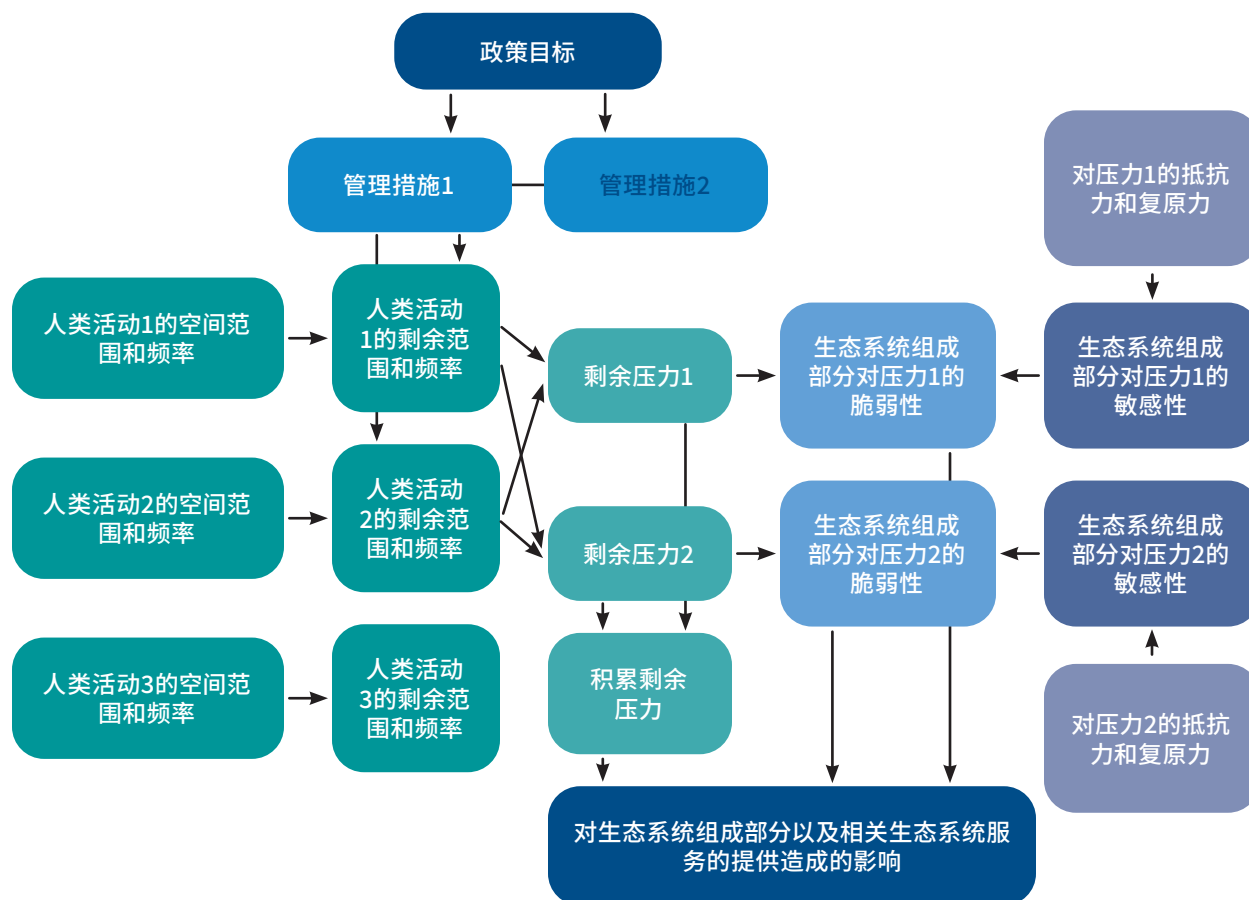 政策目标
管理措施1
管理措施2
对压力1的抵抗
力和复原力
人类活动1的空间范
围和频率
人类活动
1的剩余范
围和频率
剩余压力1
生态系统组成
部分对压力1的
脆弱性
生态系统组成
部分对压力1的
敏感性
人类活动2的空间范
围和频率
人类活动
2的剩余范
围和频率
剩余压力2
生态系统组成
部分对压力2的
脆弱性
生态系统组成
部分对压力2的
敏感性
人类活动3的空间范
围和频率
人类活动
3的剩余范
围和频率
积累剩余
压力
对压力2的抵抗
力和复原力
对生态系统组成部分以及相关生态系统服
务的提供造成的影响